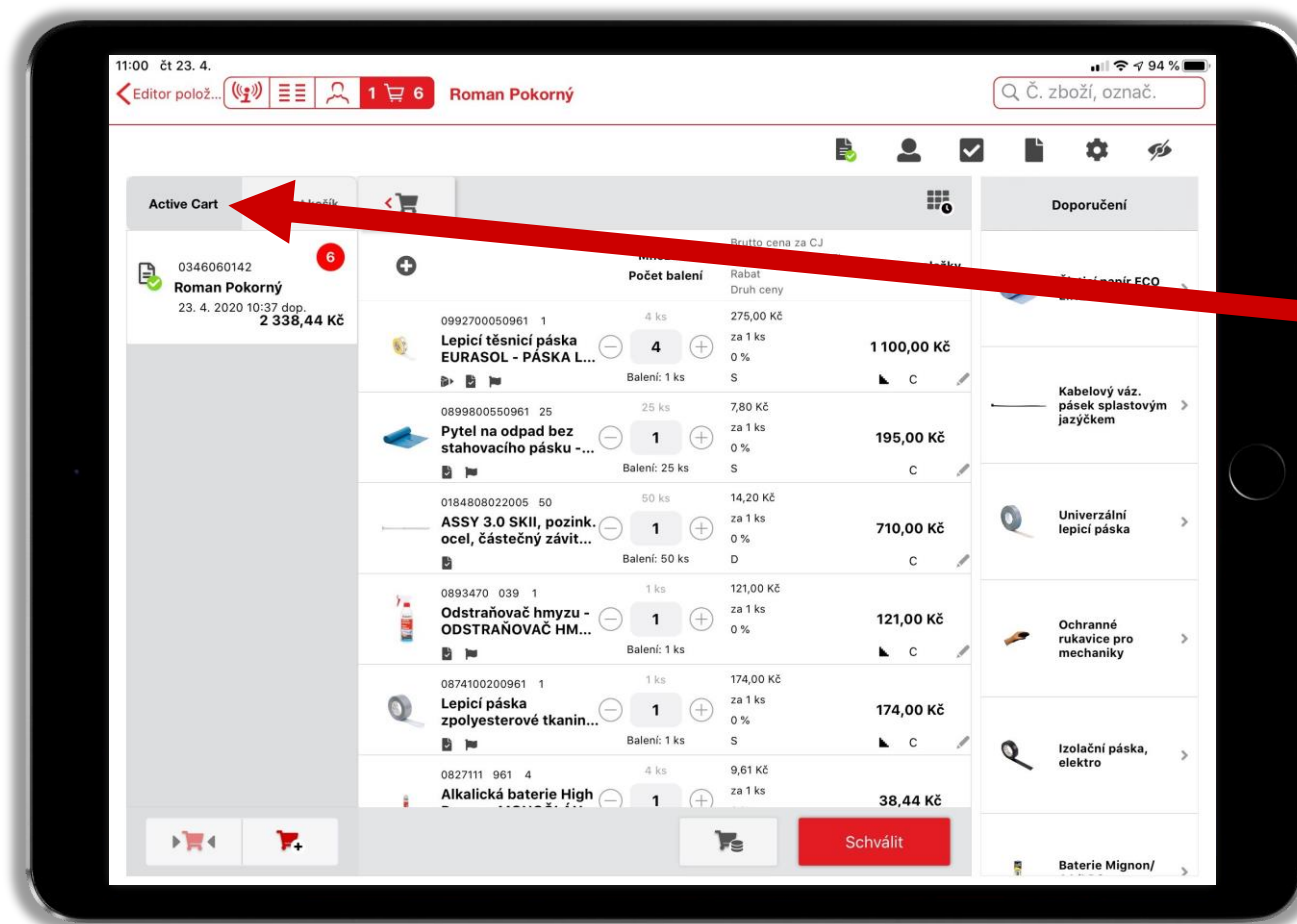 11:00 čt 23. 4.
94 %
Editor polož...
1 6
Roman Pokorný
Č. zboží, označ.
Active Cart
Doporučení
6
0346060142
Roman Pokorný
23. 4. 2020 10:37 dop.
2 338,44 Kč
Brutto cena za CJ
Počet balení
Rabat
Druh ceny
0992700050961 1
4 ks
275,00 Kč
Lepicí těsnicí páska
EURASOL - PÁSKA L...
4
za 1 ks
0 %
1 100,00 Kč
Balení: 1 ks
S
C
0899800550961 25
25 ks
7,80 Kč
Pytel na odpad bez
stahovacího pásku -...
1
za 1 ks
0 %
195,00 Kč
Balení: 25 ks
S
C
0184808022005 50
50 ks
14,20 Kč
ASSY 3.0 SKII, pozink.
ocel, částečný závit...
1
za 1 ks
0 %
710,00 Kč
Balení: 50 ks
D
C
0893470 039 1
1 ks
121,00 Kč
Odstraňovač hmyzu -
ODSTRAŇOVAČ HM...
1
za 1 ks
0 %
121,00 Kč
Balení: 1 ks
C
0874100200961 1
1 ks
174,00 Kč
Lepicí páska
zpolyesterové tkanin...
1
za 1 ks
0 %
174,00 Kč
Balení: 1 ks
S
C
0827111 961 4
4 ks
9,61 Kč
Alkalická baterie High
1
za 1 ks
38,44 Kč
Schválit
Kabelový váz.
pásek splastovým
jazýčkem
Univerzální
lepicí páska
Ochranné
rukavice pro
mechaniky
Izolační páska,
elektro
Baterie Mignon/